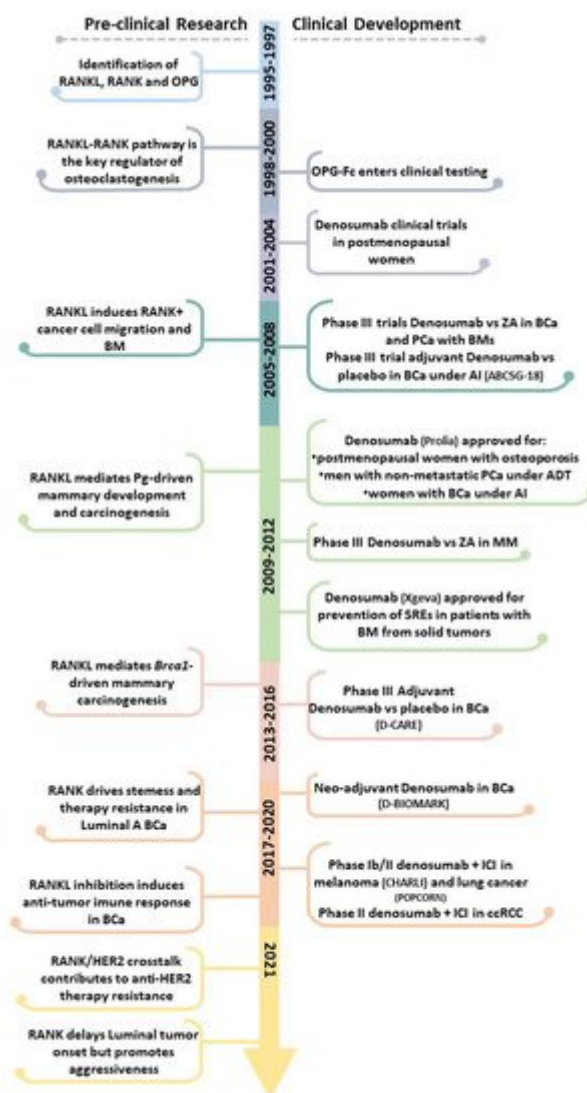 Pre-clinical Research
Clinical Development
1995-1997
Identification of
RANKL, RANK and OPG
1998-2000
RANKL-RANK pathway is
the key regulator of
osteoclastogenesis
OPG-Fc enters clinical testing
2001-2004
Denosumab clinical trials
in postmenopausal
women
2005-2008
RANKL induces RANK+
cancer cell migration and
BM
Phase III trials Denosumab vs ZA in BCa
and PCa with BMs
Phase III trial adjuvant Denosumab vs
placebo in BCa under AI (ABCSG-18)
2009-2012
RANKL mediates Pg-driven
mammary development
and carcinogenesis
Denosumab (Prolia) approved for:
*postmenopausal women with osteoporosis
*men with non-metastatic PCa under ADT
*women with BCa under AI
Phase III Denosumab vs ZA in MM
Denosumab (Xgeva) approved for
prevention of SREs in patients with
BM from solid tumors
2013-2016
RANKL mediates Brca1-
driven mammary
carcinogenesis
Phase III Adjuvant
Denosumab vs placebo in BCa
(D-CARE)
2017-2020
RANK drives stemess and
therapy resistance in
Luminal A BCa
Neo-adjuvant Denosumab in BCa
(D-BIOMARK)
RANKL inhibition induces
anti-tumor imune response
in BCa
Phase Ib/II denosumab + ICI in
melanoma (CHARLI) and lung cancer
(POPCORN)
Phase II denosumab + ICI in ccRCC
2021
RANK/HER2 crosstalk
contributes to anti-HER2
therapy resistance
RANK delays Luminal tumor
onset but promotes
aggressiveness